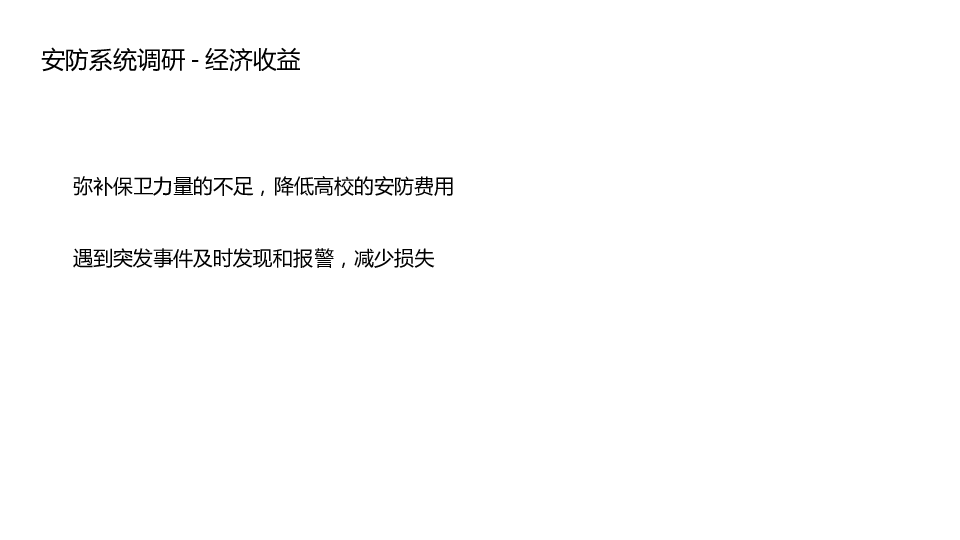 安防系统调研 - 经济收益
弥补保卫力量的不足，降低高校的安防费用
遇到突发事件及时发现和报警，减少损失